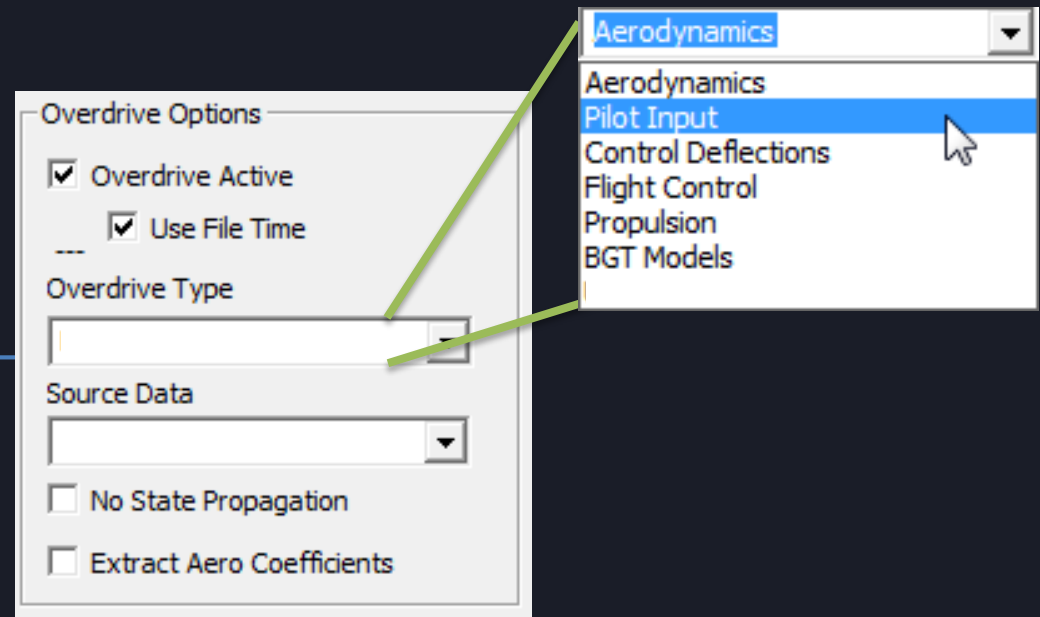 Overdrive Options
Overdrive Active
Use File Time
Overdrive Type
Source Data
No State Propagation
Extract Aero Coefficients
Aerodynamics
Aerodynamics
Pilot Input
Control Deflections
Flight Control
Propulsion
BGT Models